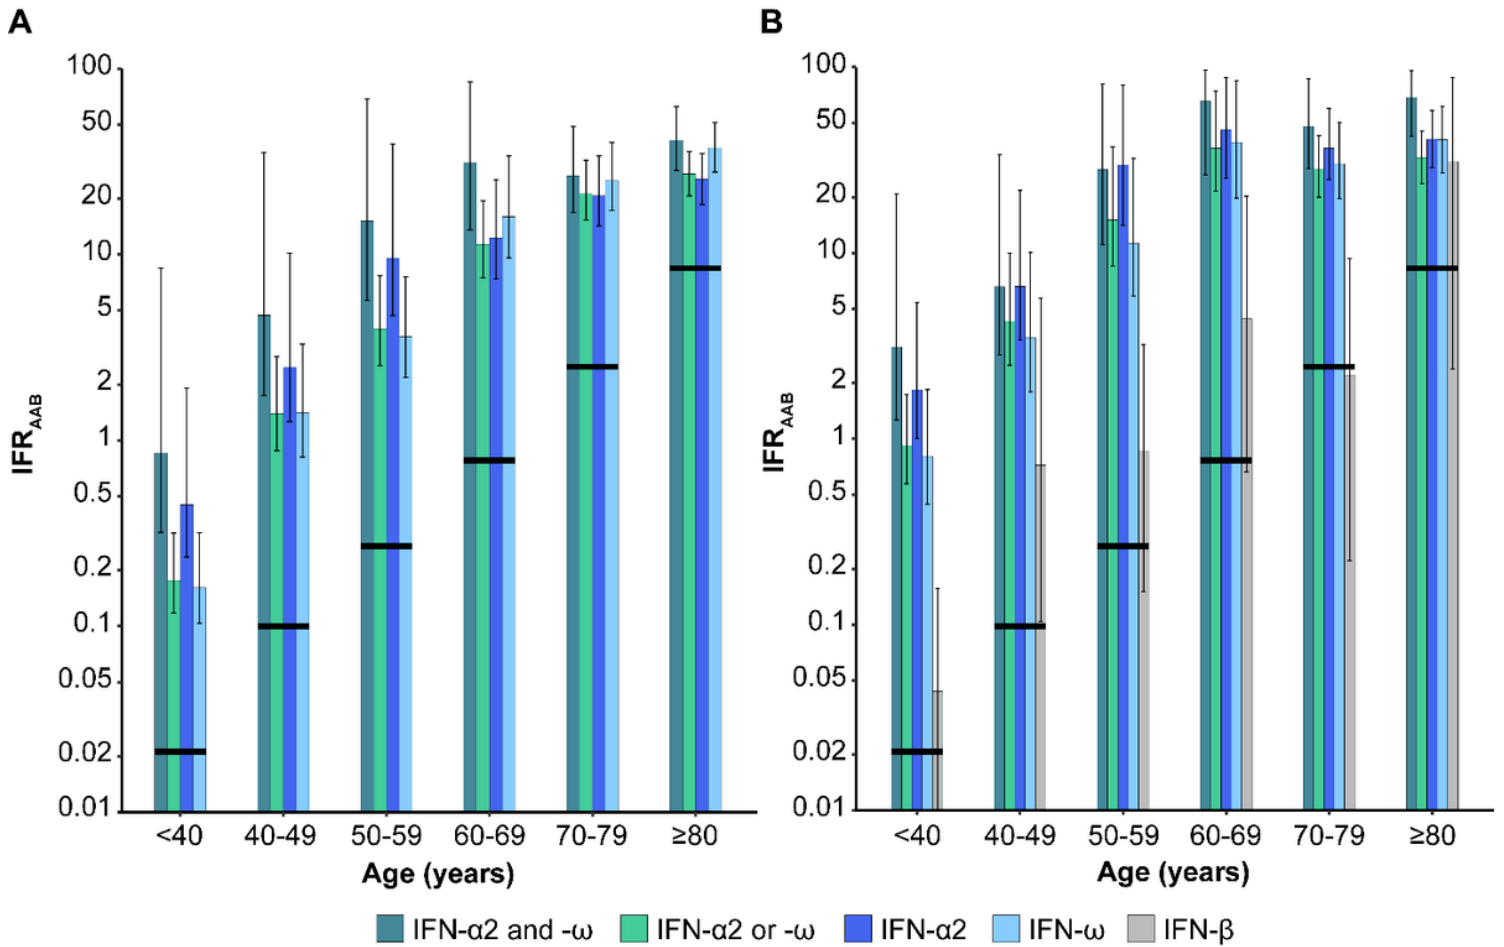 A
100
50
20
10
5
2
1
0.5
0.2
0.1
0.05
0.02
0.01
IFR_AAB
<40 40-49 50-59 60-69 70-79 ≥80
Age (years)
B
100
50
20
10
5
2
1
0.5
0.2
0.1
0.05
0.02
0.01
IFR_AAB
<40 40-49 50-59 60-69 70-79 ≥80
Age (years)
IFN-α2 and -ω IFN-α2 or -ω IFN-α2 IFN-ω IFN-β